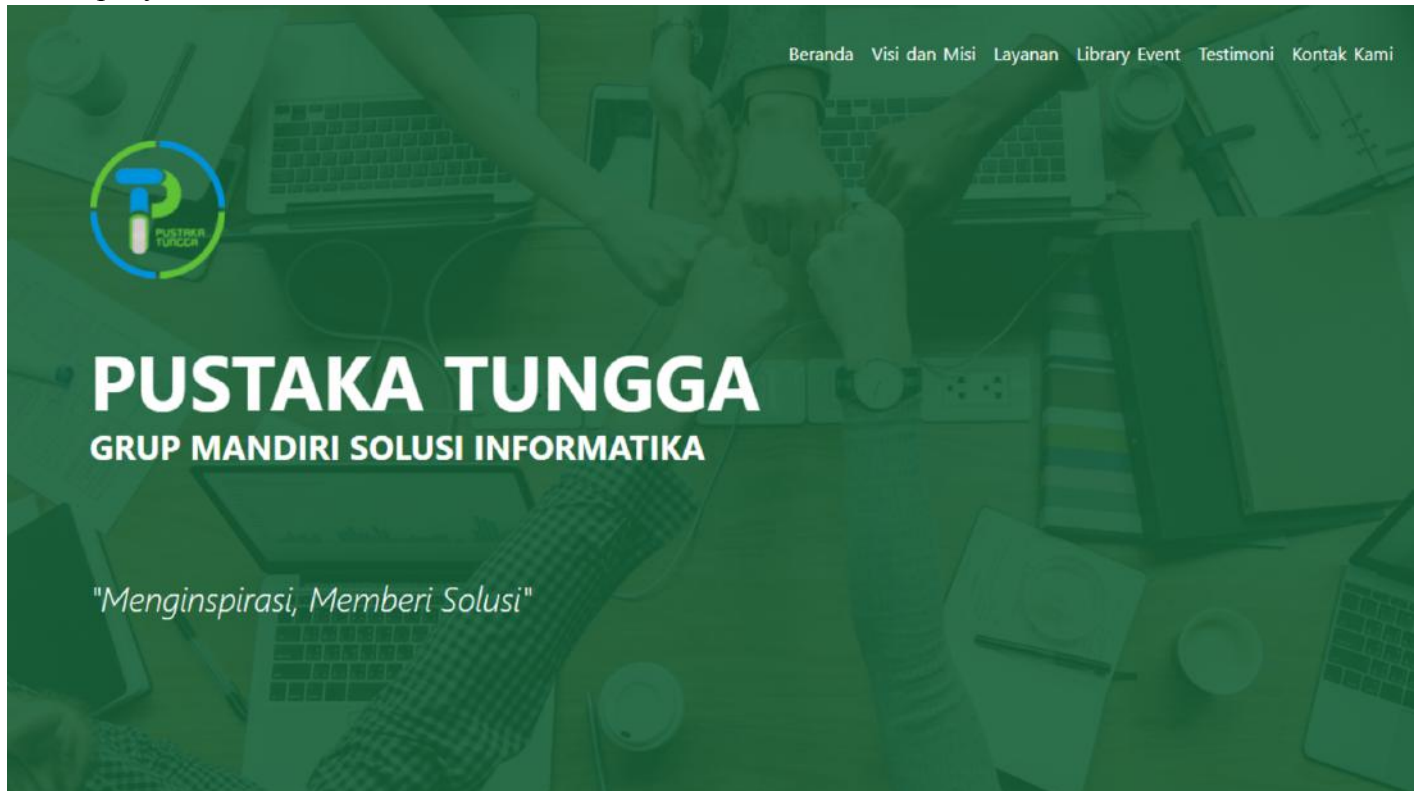 Beranda Visi dan Misi Layanan Library Event Testimoni Kontak Kami
PUSTAKA
TUNGGA
PUSTAKA TUNGGA
GRUP MANDIRI SOLUSI INFORMATIKA
"Menginspirasi, Memberi Solusi"